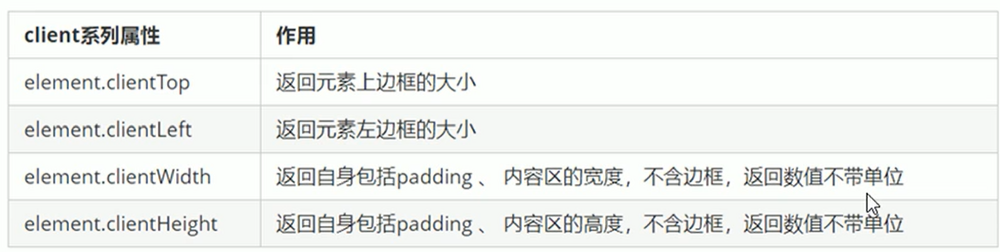 client系列属性 作用
element.clientTop 返回元素上边框的大小
element.clientLeft 返回元素左边框的大小
element.clientWidth 返回自身包括padding 、 内容区的宽度，不含边框，返回数值不带单位
element.clientHeight 返回自身包括padding 、 内容区的高度，不含边框，返回数值不带单位